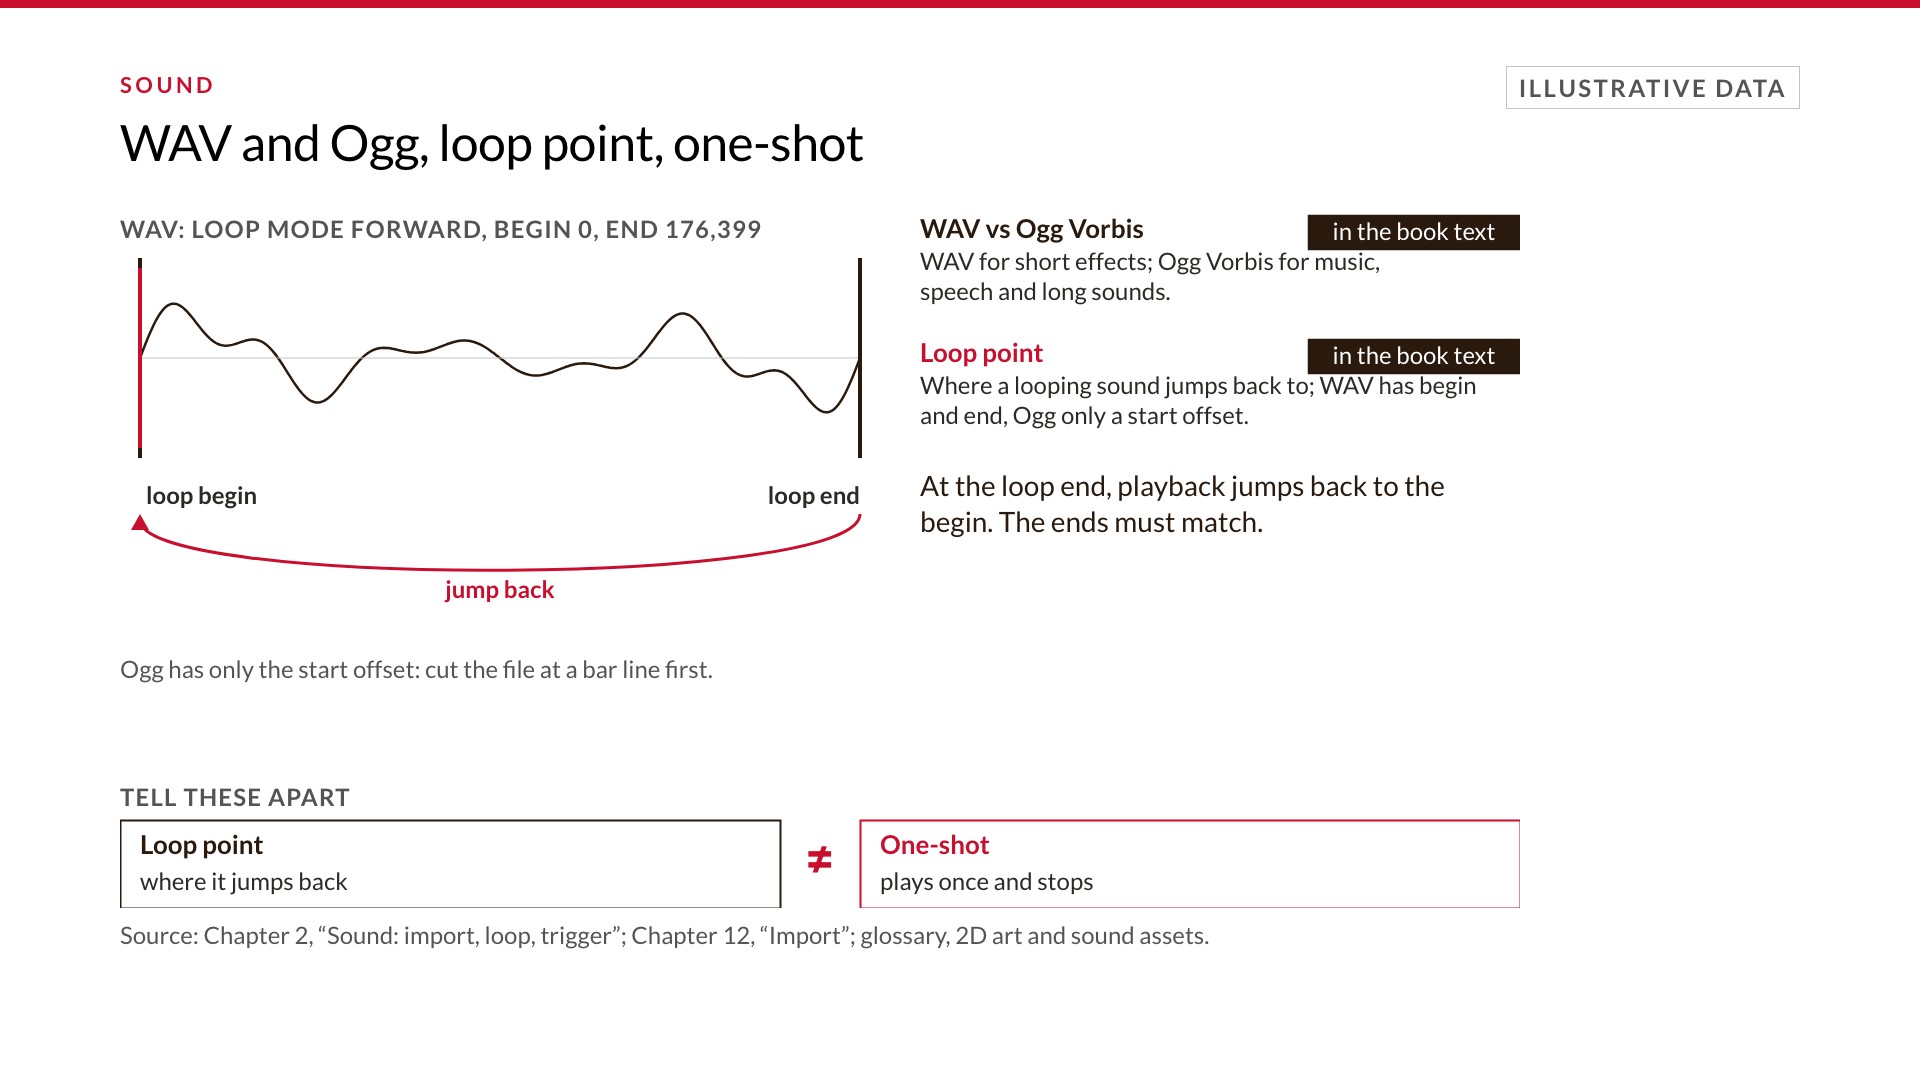 SOUND
ILLUSTRATIVE DATA
WAV and Ogg, loop point, one-shot
WAV: LOOP MODE FORWARD, BEGIN 0, END 176,399
loop begin
loop end
jump back
Ogg has only the start offset: cut the file at a bar line first.
WAV vs Ogg Vorbis
in the book text
WAV for short effects; Ogg Vorbis for music,
speech and long sounds.
Loop point
in the book text
Where a looping sound jumps back to; WAV has begin
and end, Ogg only a start offset.
At the loop end, playback jumps back to the
begin. The ends must match.
TELL THESE APART
Loop point
where it jumps back
≠
One-shot
plays once and stops
Source: Chapter 2, “Sound: import, loop, trigger”; Chapter 12, “Import”; glossary, 2D art and sound assets.